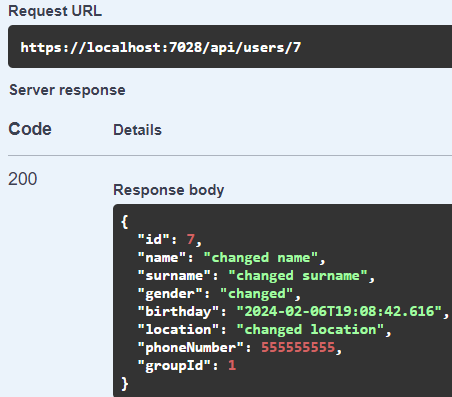 Request URL
https://localhost:7028/api/users/7
Server response
Code Details
200
Response body
{
"id": 7,
"name": "changed name",
"surname": "changed surname",
"gender": "changed",
"birthday": "2024-02-06T19:08:42.616",
"location": "changed location",
"phoneNumber": 555555555,
"groupId": 1
}